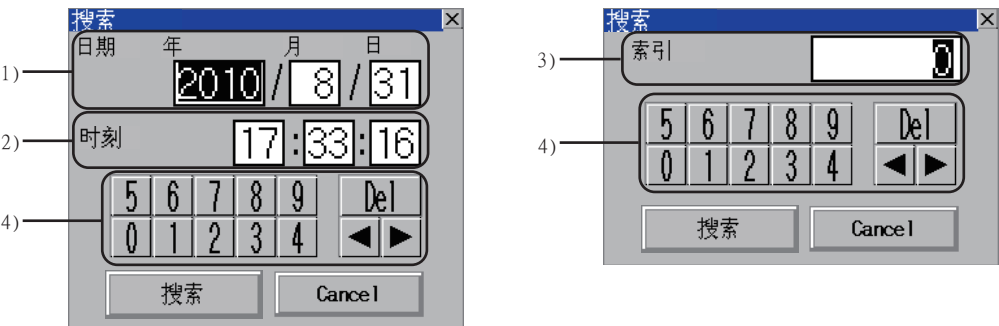 搜索 ×
日期 年 月 日
1)
2010 / 8 / 31
2)
时刻 17 : 33 : 16
4)
5 6 7 8 9 Del
0 1 2 3 4 ◀ ▶
搜索 Cancel
搜索 ×
3)
索引 0
4)
5 6 7 8 9 Del
0 1 2 3 4 ◀ ▶
搜索 Cancel